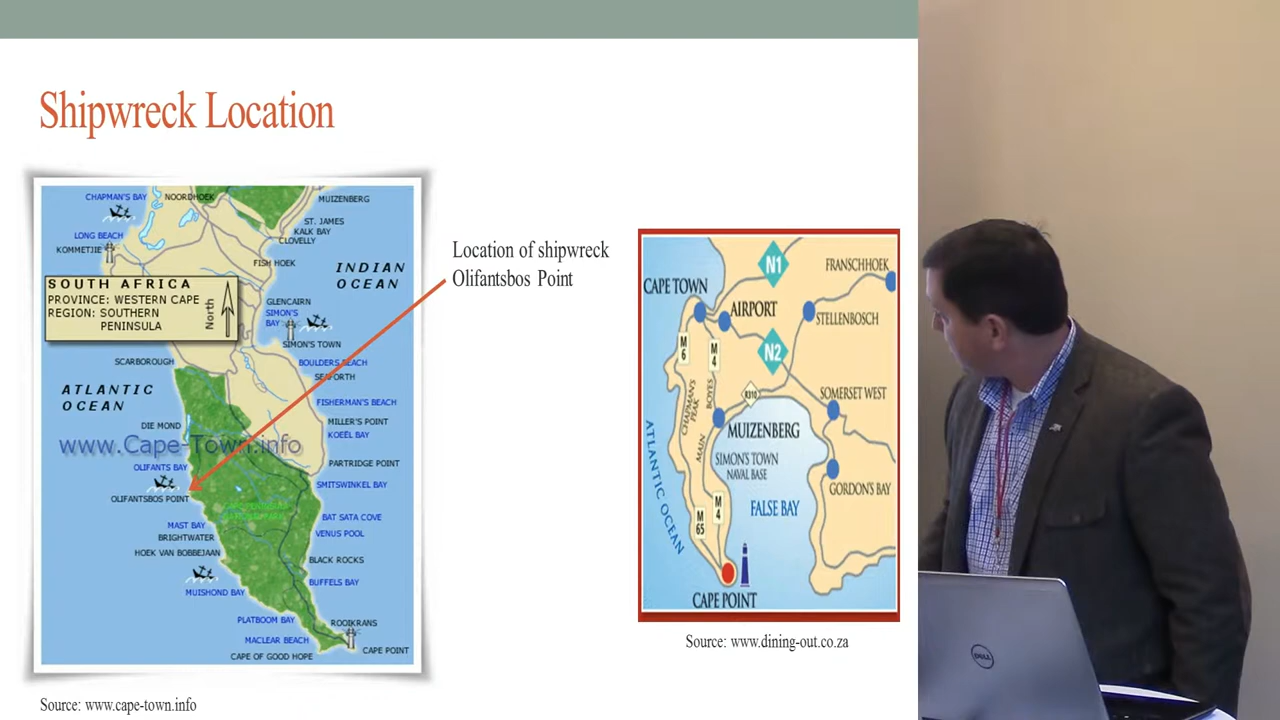 Shipwreck Location
CHAPMAN'S BAY
NOORDHOEK
MUIZENBERG
ST. JAMES
KALK BAY
CLOVELLY
LONG BEACH
KOMMETJIE
FISH HOEK
INDIAN
OCEAN
SOUTH AFRICA
PROVINCE: WESTERN CAPE
REGION: SOUTHERN
PENINSULA
North
GLENCAIRN
SIMON'S
BAY
SIMON'S TOWN
SCARBOROUGH
BOULDERS BEACH
SEAFORTH
ATLANTIC
OCEAN
FISHERMAN'S BEACH
DIE MOND
MILLER'S POINT
KOEËL BAY
www.Cape-Town.info
OLIFANTS BAY
PARTRIDGE POINT
OLIFANTSBOS POINT
SMITSWINKEL BAY
MAST BAY
BAT SATA COVE
BRIGHTWATER
VENUS POOL
HOEK VAN BOBBEJAAN
BLACK ROCKS
BUFFELS BAY
MUISHOND BAY
PLATBOOM BAY
ROOIKRANS
MACLEAR BEACH
CAPE OF GOOD HOPE
CAPE POINT
Source: www.cape-town.info
Location of shipwreck
Olifantsbos Point
N1
FRANSCHHOEK
CAPE TOWN
AIRPORT
STELLENBOSCH
M
6
M
4
N2
CHAPMAN'S
PEAK
BOYES
R310
SOMERSET WEST
MAIN
MUIZENBERG
ATLANTIC OCEAN
SIMON'S TOWN
NAVAL BASE
GORDON'S BAY
FALSE BAY
M
4
M
65
CAPE POINT
Source: www.dining-out.co.za
DELL